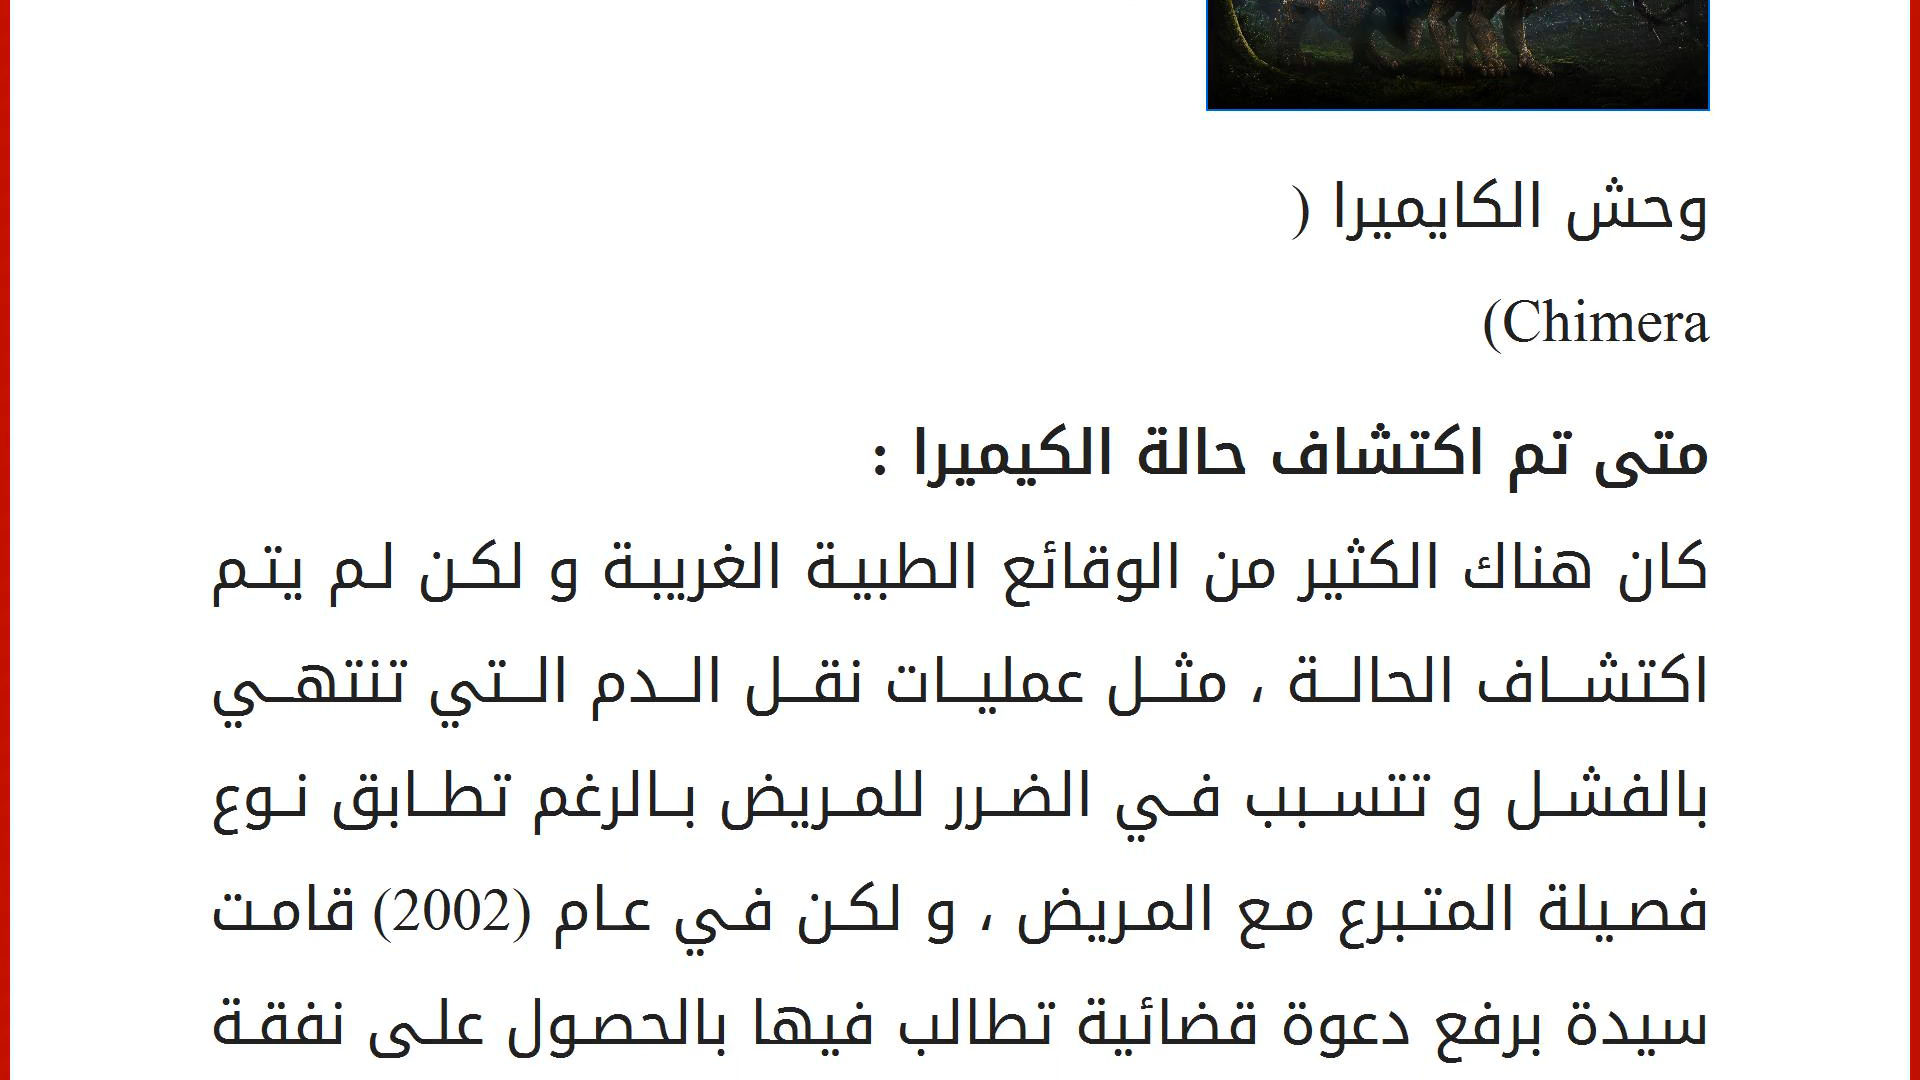 وحش الكايميرا (
Chimera)
متى تم اكتشاف حالة الكيميرا :
كان هناك الكثير من الوقائع الطبية الغريبة و لكن لم يتم
اكتشاف الحالة ، مثل عمليات نقل الدم التي تنتهي
بالفشل و تتسبب في الضرر للمريض بالرغم تطابق نوع
فصيلة المتبرع مع المريض ، و لكن في عام (2002) قامت
سيدة برفع دعوة قضائية تطالب فيها بالحصول على نفقة